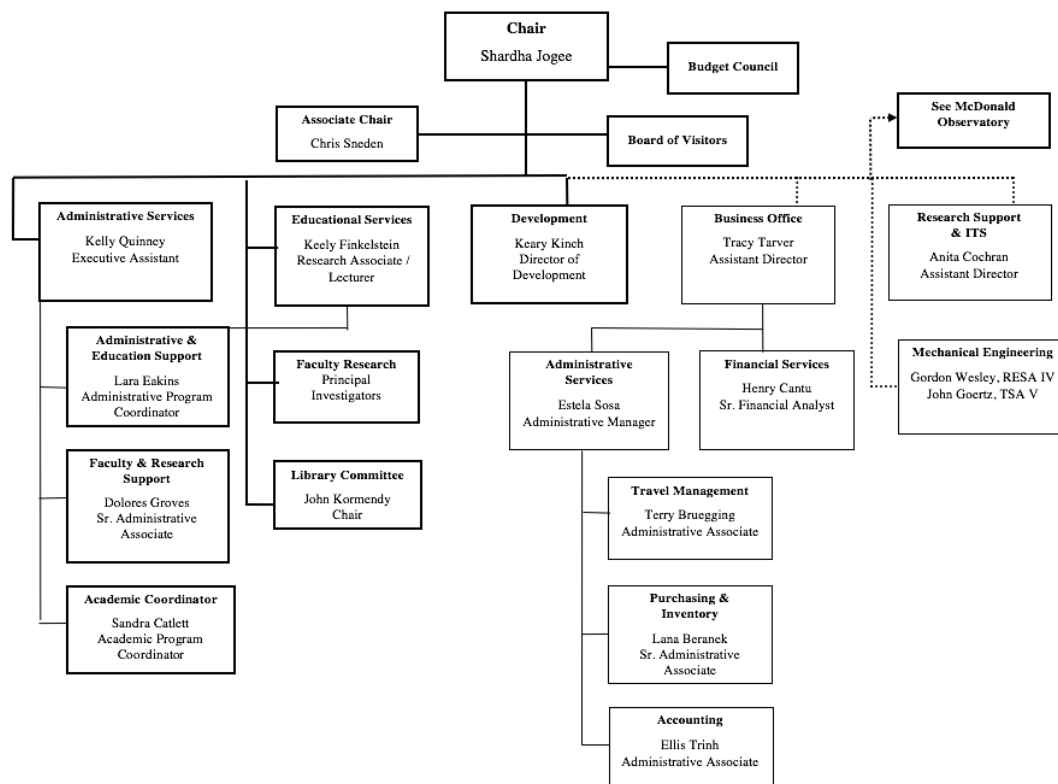 Chair
Shardha Jogee
Budget Council
Associate Chair
Chris Sneden
Board of Visitors
See McDonald
Observatory
Administrative Services
Kelly Quinney
Executive Assistant
Educational Services
Keely Finkelstein
Research Associate /
Lecturer
Development
Keary Kinch
Director of
Development
Business Office
Tracy Tarver
Assistant Director
Research Support
& ITS
Anita Cochran
Assistant Director
Administrative &
Education Support
Lara Eakins
Administrative Program
Coordinator
Faculty Research
Principal
Investigators
Administrative
Services
Estela Sosa
Administrative Manager
Financial Services
Henry Cantu
Sr. Financial Analyst
Mechanical Engineering
Gordon Wesley, RESA IV
John Goertz, TSA V
Faculty & Research
Support
Dolores Groves
Sr. Administrative
Associate
Library Committee
John Kormendy
Chair
Travel Management
Terry Bruegging
Administrative Associate
Academic Coordinator
Sandra Catlett
Academic Program
Coordinator
Purchasing &
Inventory
Lana Beranek
Sr. Administrative
Associate
Accounting
Ellis Trinh
Administrative Associate